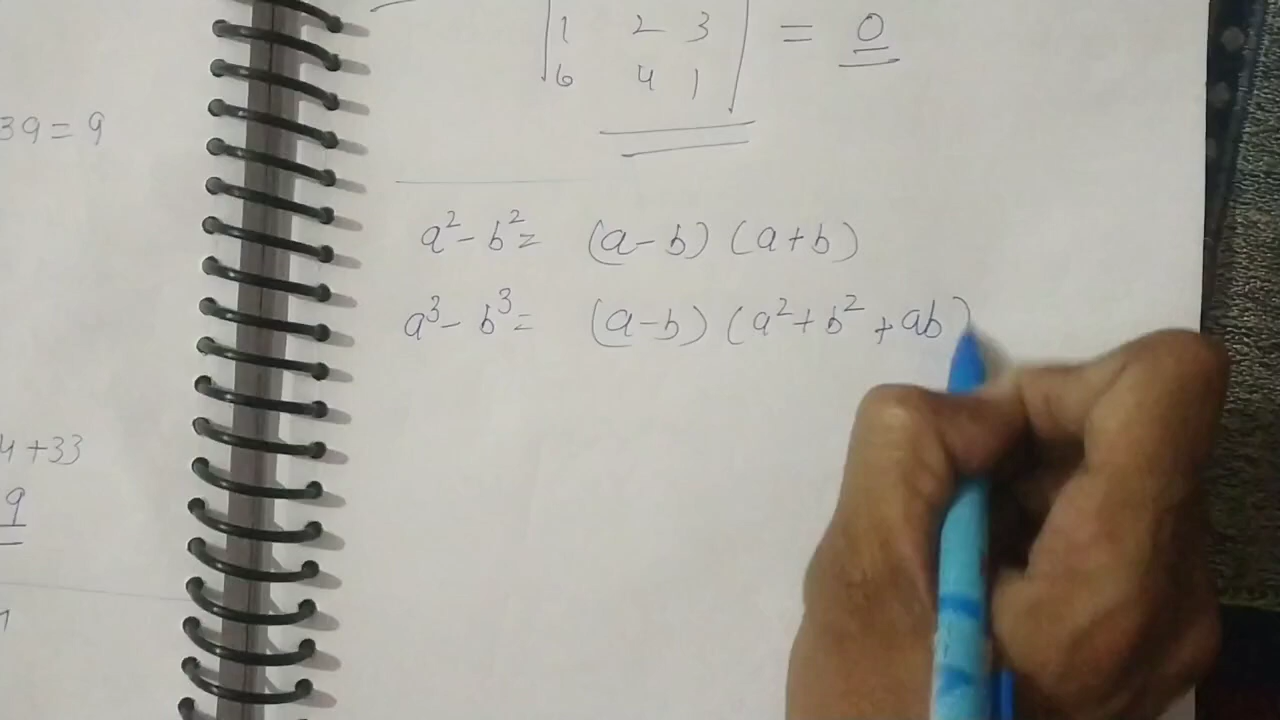 39 = 9
4 + 33
9
1 2 3 = 0
6 4 1
a² - b² = (a - b) (a + b)
a³ - b³ = (a - b) (a² + b² + ab)